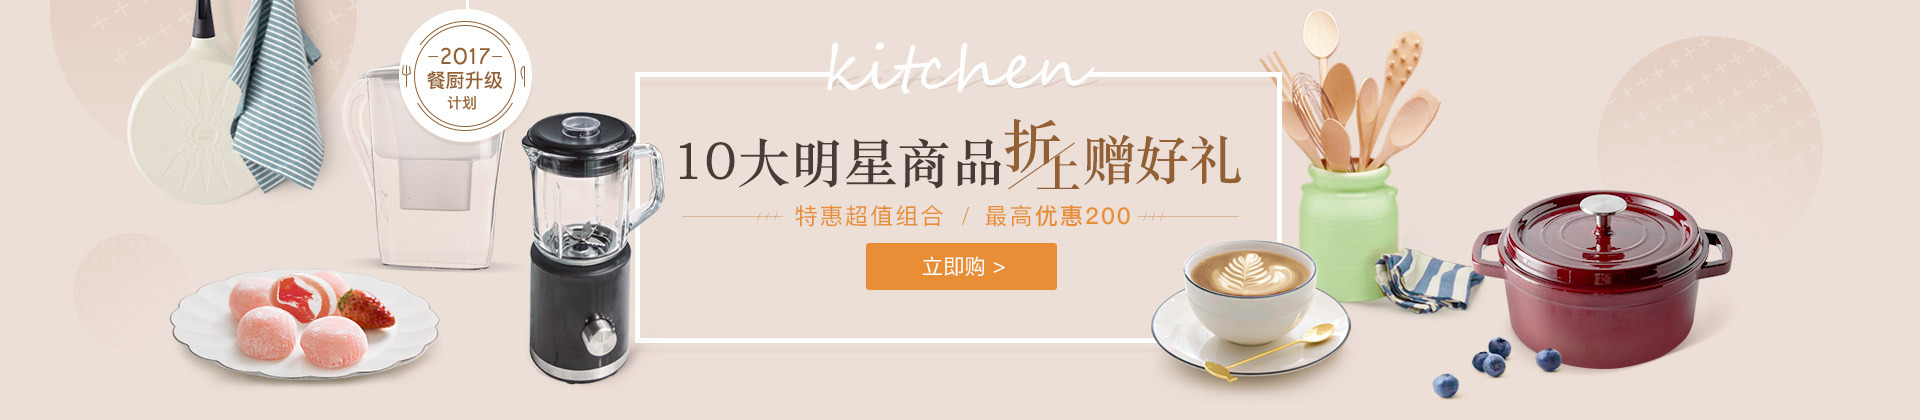 -2017-
餐厨升级
计划
kitchen
10大明星商品折上赠好礼
特惠超值组合 / 最高优惠200
立即购 >